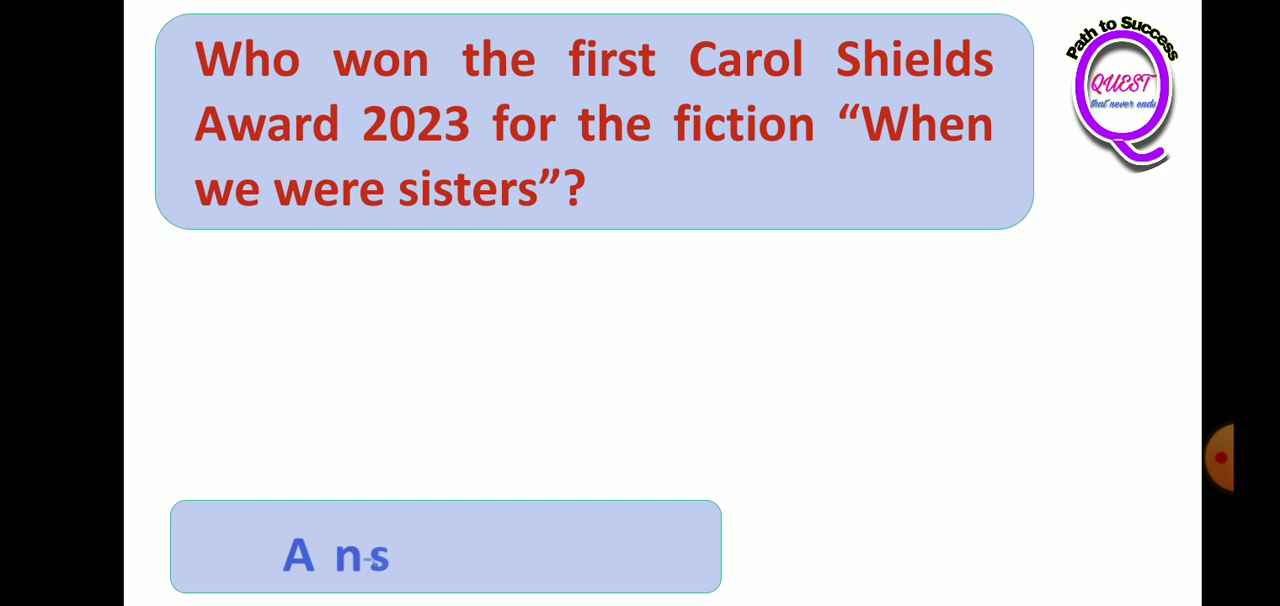 Who won the first Carol Shields
Award 2023 for the fiction “When
we were sisters”?
Path to Success
QUEST
that never ends
A n-s